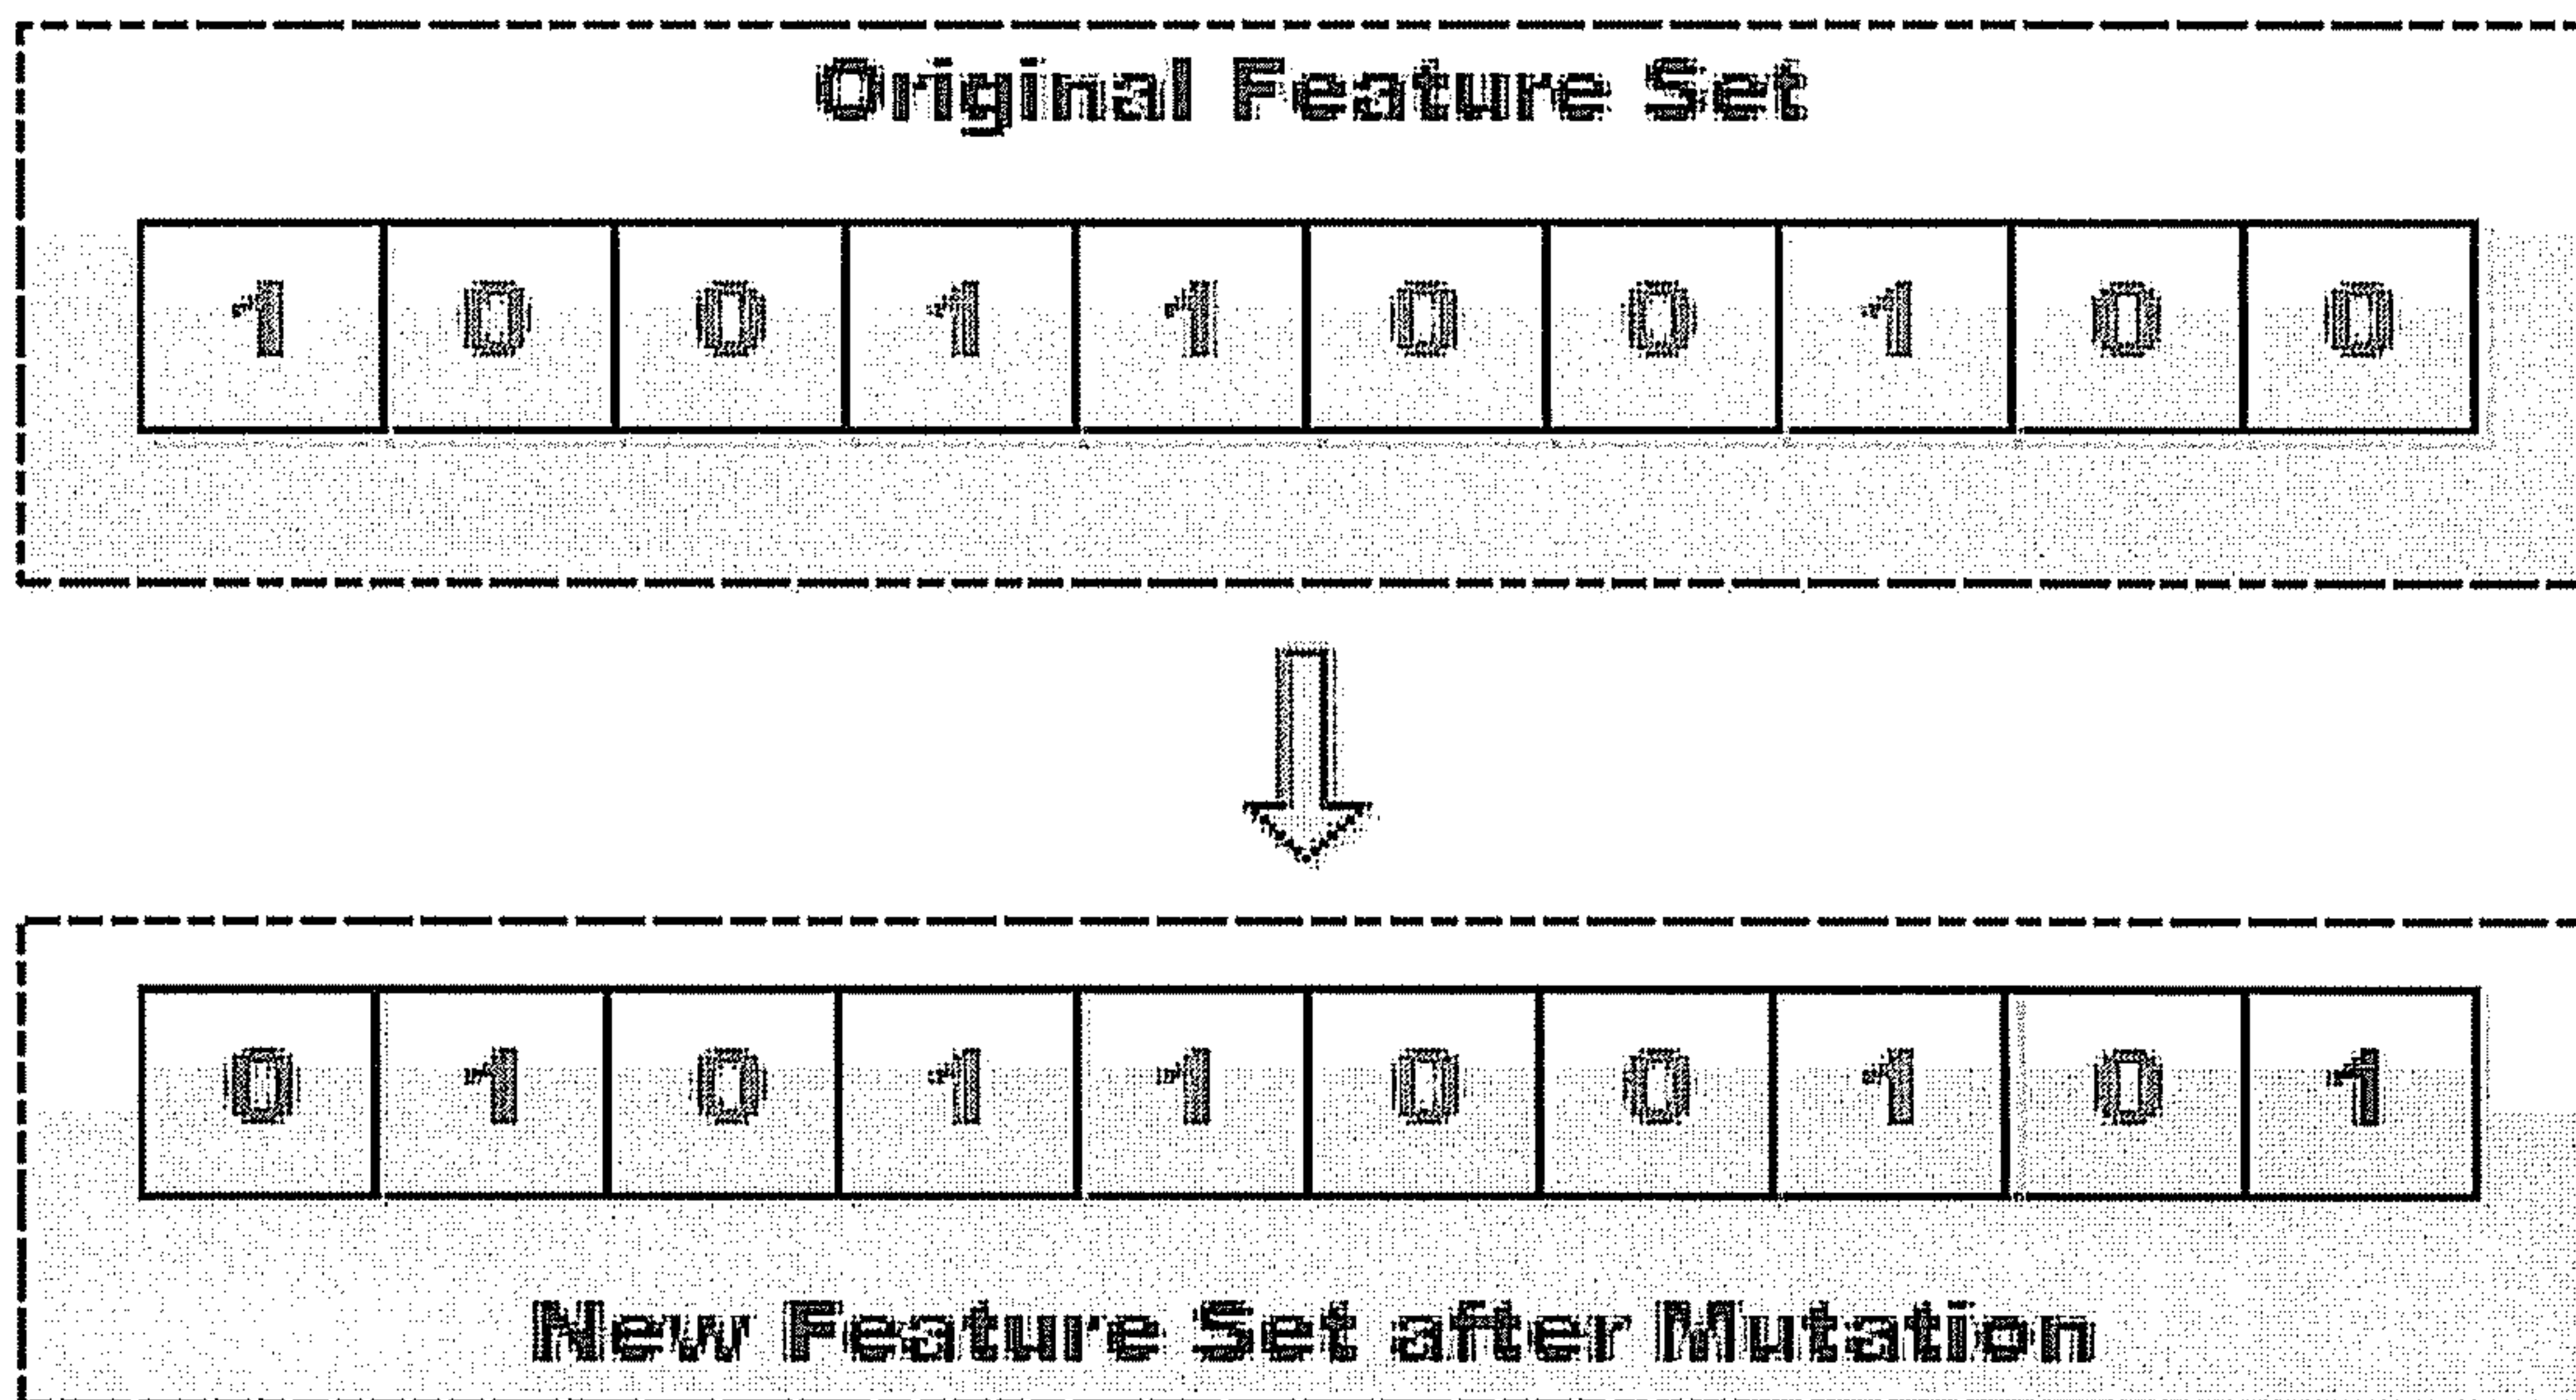 Original Feature Set
1 0 0 1 1 0 0 1 0 0
0 1 0 1 1 0 0 1 0 1
New Feature Set after Mutation